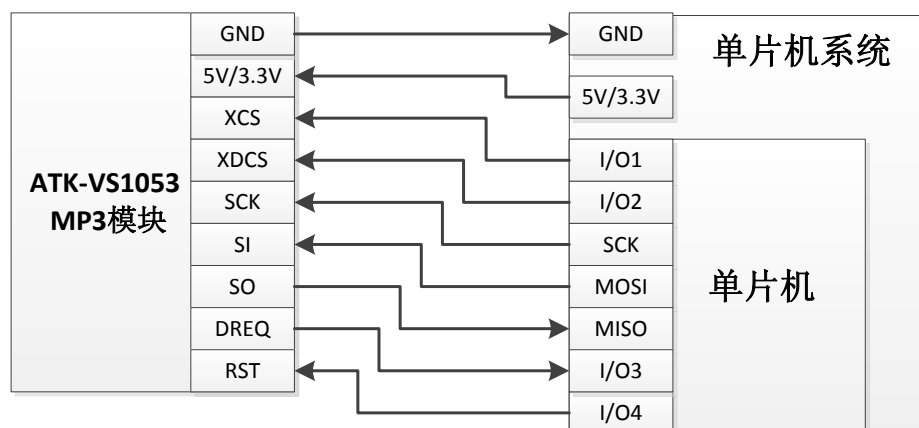 ATK-VS1053
MP3模块
GND
5V/3.3V
XCS
XDCS
SCK
SI
SO
DREQ
RST
GND
5V/3.3V
I/O1
I/O2
SCK
MOSI
MISO
I/O3
I/O4
单片机系统
单片机